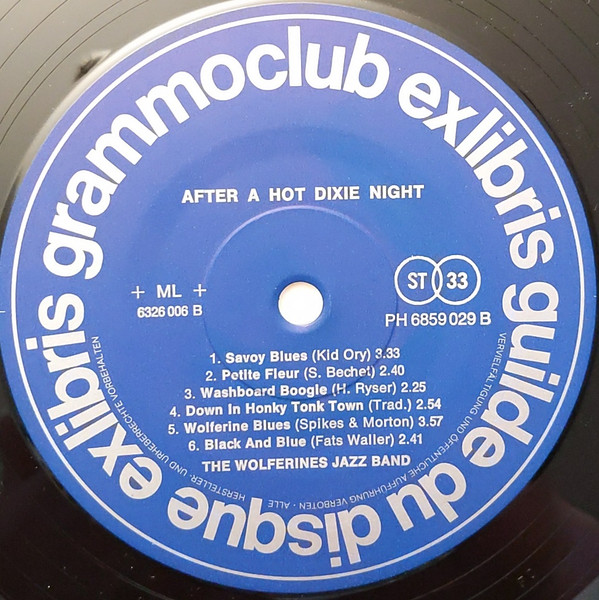 grammoclub exlibris guilde du disque exlibris
AFTER A HOT DIXIE NIGHT
+ ML +
6326 006 B
ST 33
PH 6859 029 B
1. Savoy Blues (Kid Ory) 3.33
2. Petite Fleur (S. Bechet) 2.40
3. Washboard Boogie (H. Ryser) 2.25
4. Down In Honky Tonk Town (Trad.) 2.54
5. Wolferine Blues (Spikes & Morton) 3.57
6. Black And Blue (Fats Waller) 2.41
THE WOLFERINES JAZZ BAND
VERVIELFÄLTIGUNG UND ÖFFENTLICHE AUFFÜHRUNG VERBOTEN - ALLE HERSTELLER- UND URHEBERRECHTE VORBEHALTEN